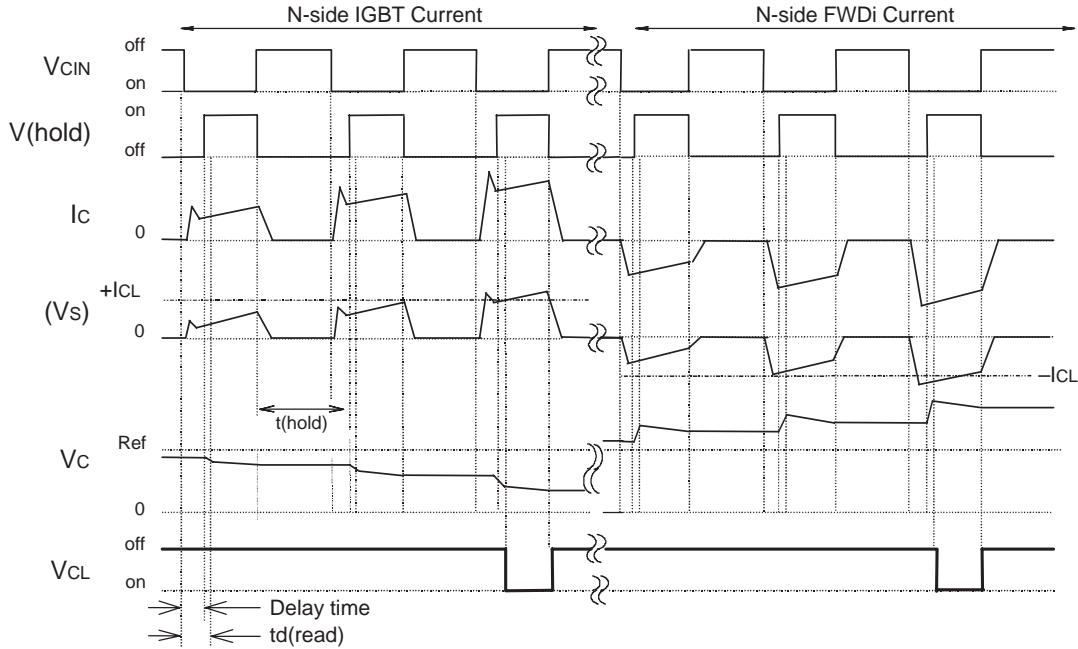 N-side IGBT Current
N-side FWDi Current
off
VCIN
on
on
V(hold)
off
IC
0
+ICL
(VS)
0
–ICL
t(hold)
Ref
VC
0
off
VCL
on
Delay time
td(read)